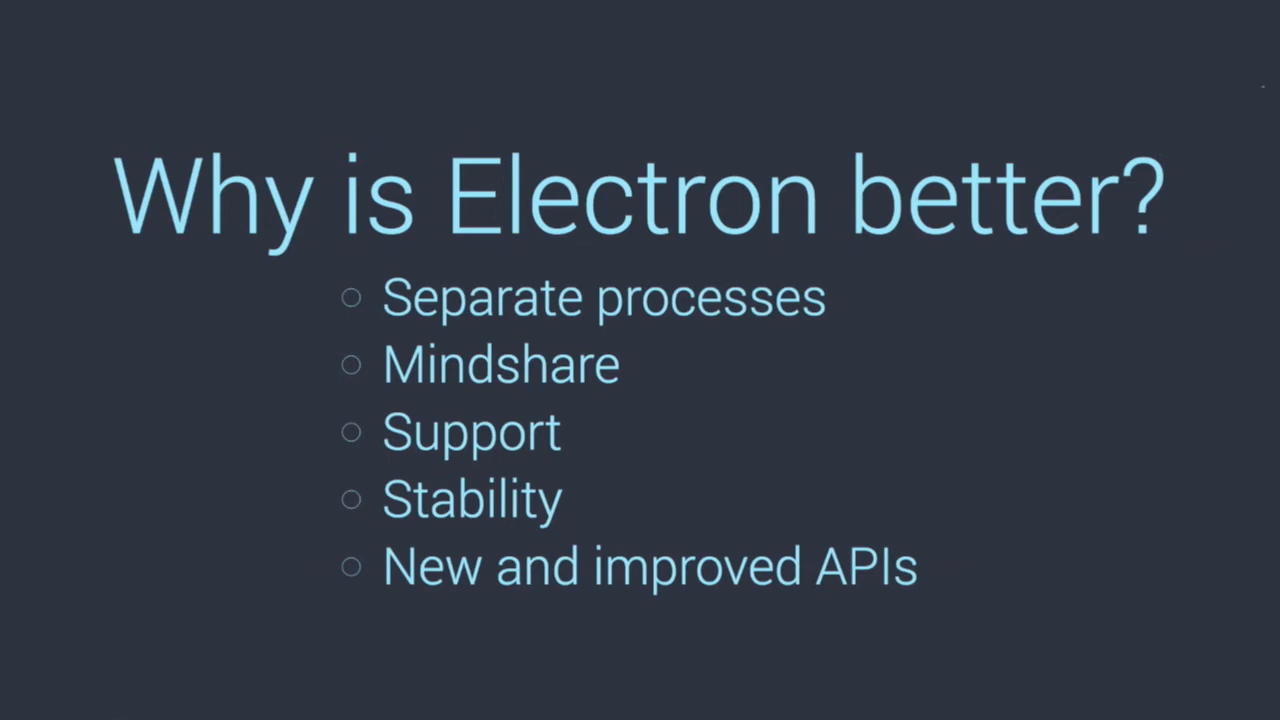 Why is Electron better?
Separate processes
Mindshare
Support
Stability
New and improved APIs